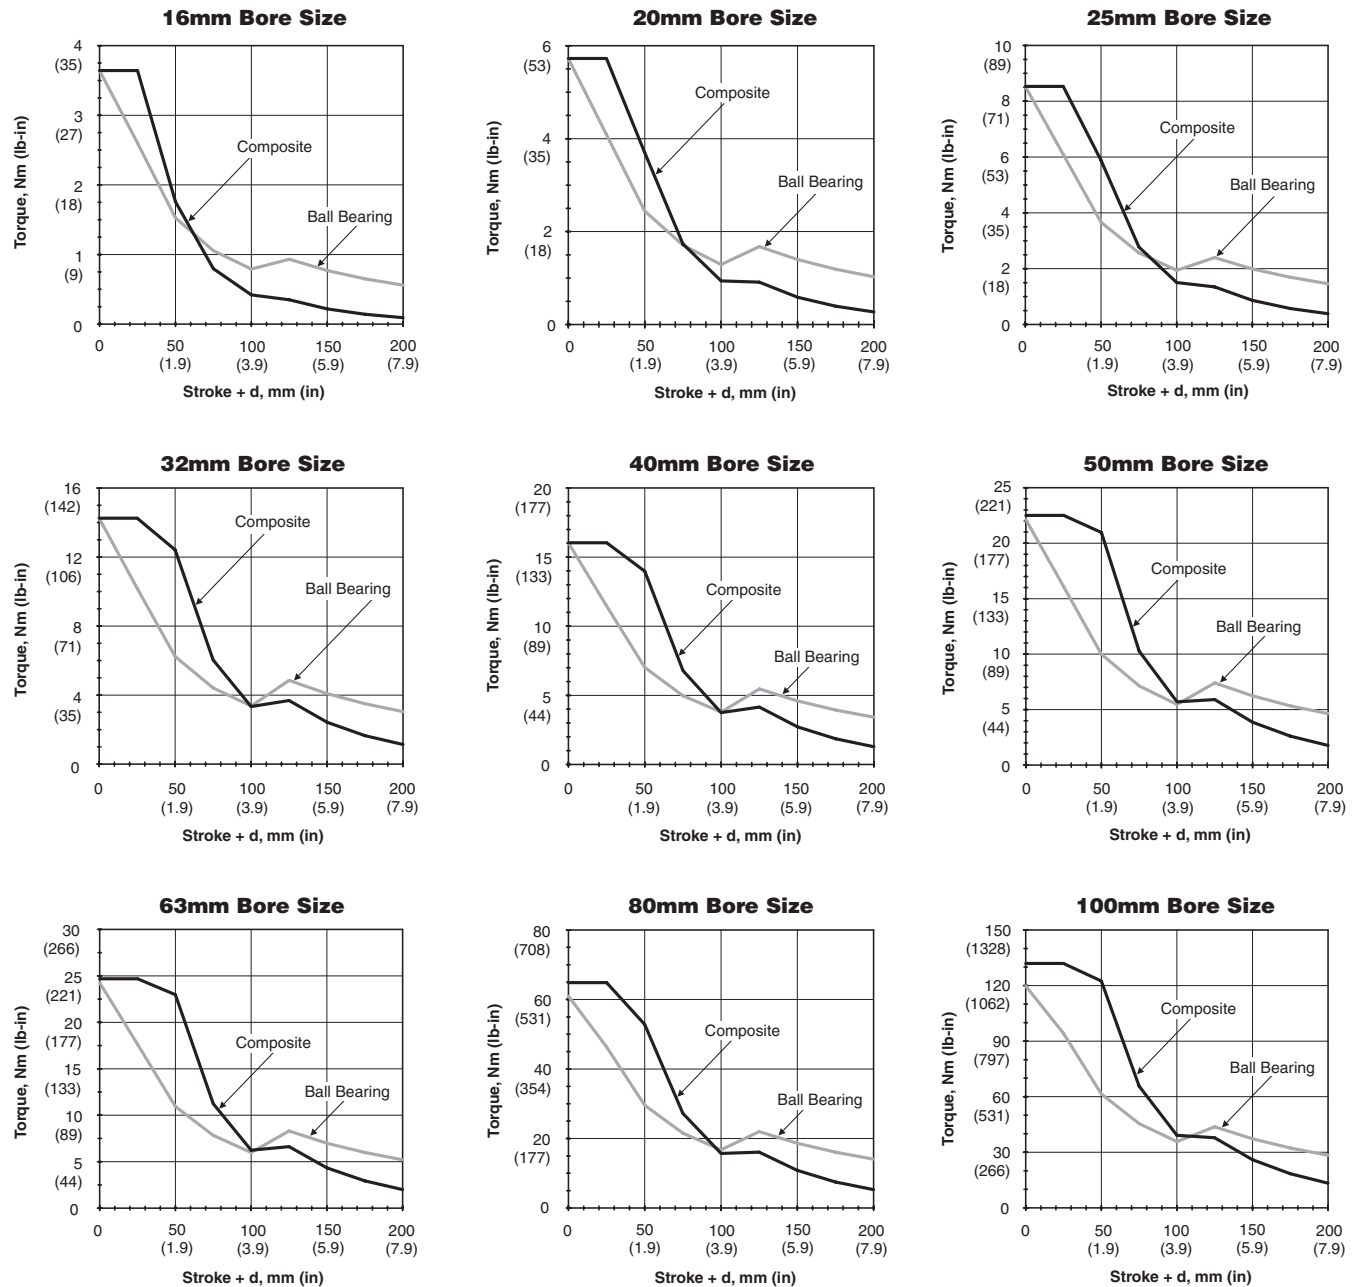 16mm Bore Size
4
(35)
3
(27)
2
(18)
1
(9)
0
Torque, Nm (lb-in)
Composite
Ball Bearing
0 50 100 150 200
(1.9) (3.9) (5.9) (7.9)
Stroke + d, mm (in)
20mm Bore Size
6
(53)
4
(35)
2
(18)
0
Torque, Nm (lb-in)
Composite
Ball Bearing
0 50 100 150 200
(1.9) (3.9) (5.9) (7.9)
Stroke + d, mm (in)
25mm Bore Size
10
(89)
8
(71)
6
(53)
4
(35)
2
(18)
0
Torque, Nm (lb-in)
Composite
Ball Bearing
0 50 100 150 200
(1.9) (3.9) (5.9) (7.9)
Stroke + d, mm (in)
32mm Bore Size
16
(142)
12
(106)
8
(71)
4
(35)
0
Torque, Nm (lb-in)
Composite
Ball Bearing
0 50 100 150 200
(1.9) (3.9) (5.9) (7.9)
Stroke + d, mm (in)
40mm Bore Size
20
(177)
15
(133)
10
(89)
5
(44)
0
Torque, Nm (lb-in)
Composite
Ball Bearing
0 50 100 150 200
(1.9) (3.9) (5.9) (7.9)
Stroke + d, mm (in)
50mm Bore Size
25
(221)
20
(177)
15
(133)
10
(89)
5
(44)
0
Torque, Nm (lb-in)
Composite
Ball Bearing
0 50 100 150 200
(1.9) (3.9) (5.9) (7.9)
Stroke + d, mm (in)
63mm Bore Size
30
(266)
25
(221)
20
(177)
15
(133)
10
(89)
5
(44)
0
Torque, Nm (lb-in)
Composite
Ball Bearing
0 50 100 150 200
(1.9) (3.9) (5.9) (7.9)
Stroke + d, mm (in)
80mm Bore Size
80
(708)
60
(531)
40
(354)
20
(177)
0
Torque, Nm (lb-in)
Composite
Ball Bearing
0 50 100 150 200
(1.9) (3.9) (5.9) (7.9)
Stroke + d, mm (in)
100mm Bore Size
150
(1328)
120
(1062)
90
(797)
60
(531)
30
(266)
0
Torque, Nm (lb-in)
Composite
Ball Bearing
0 50 100 150 200
(1.9) (3.9) (5.9) (7.9)
Stroke + d, mm (in)